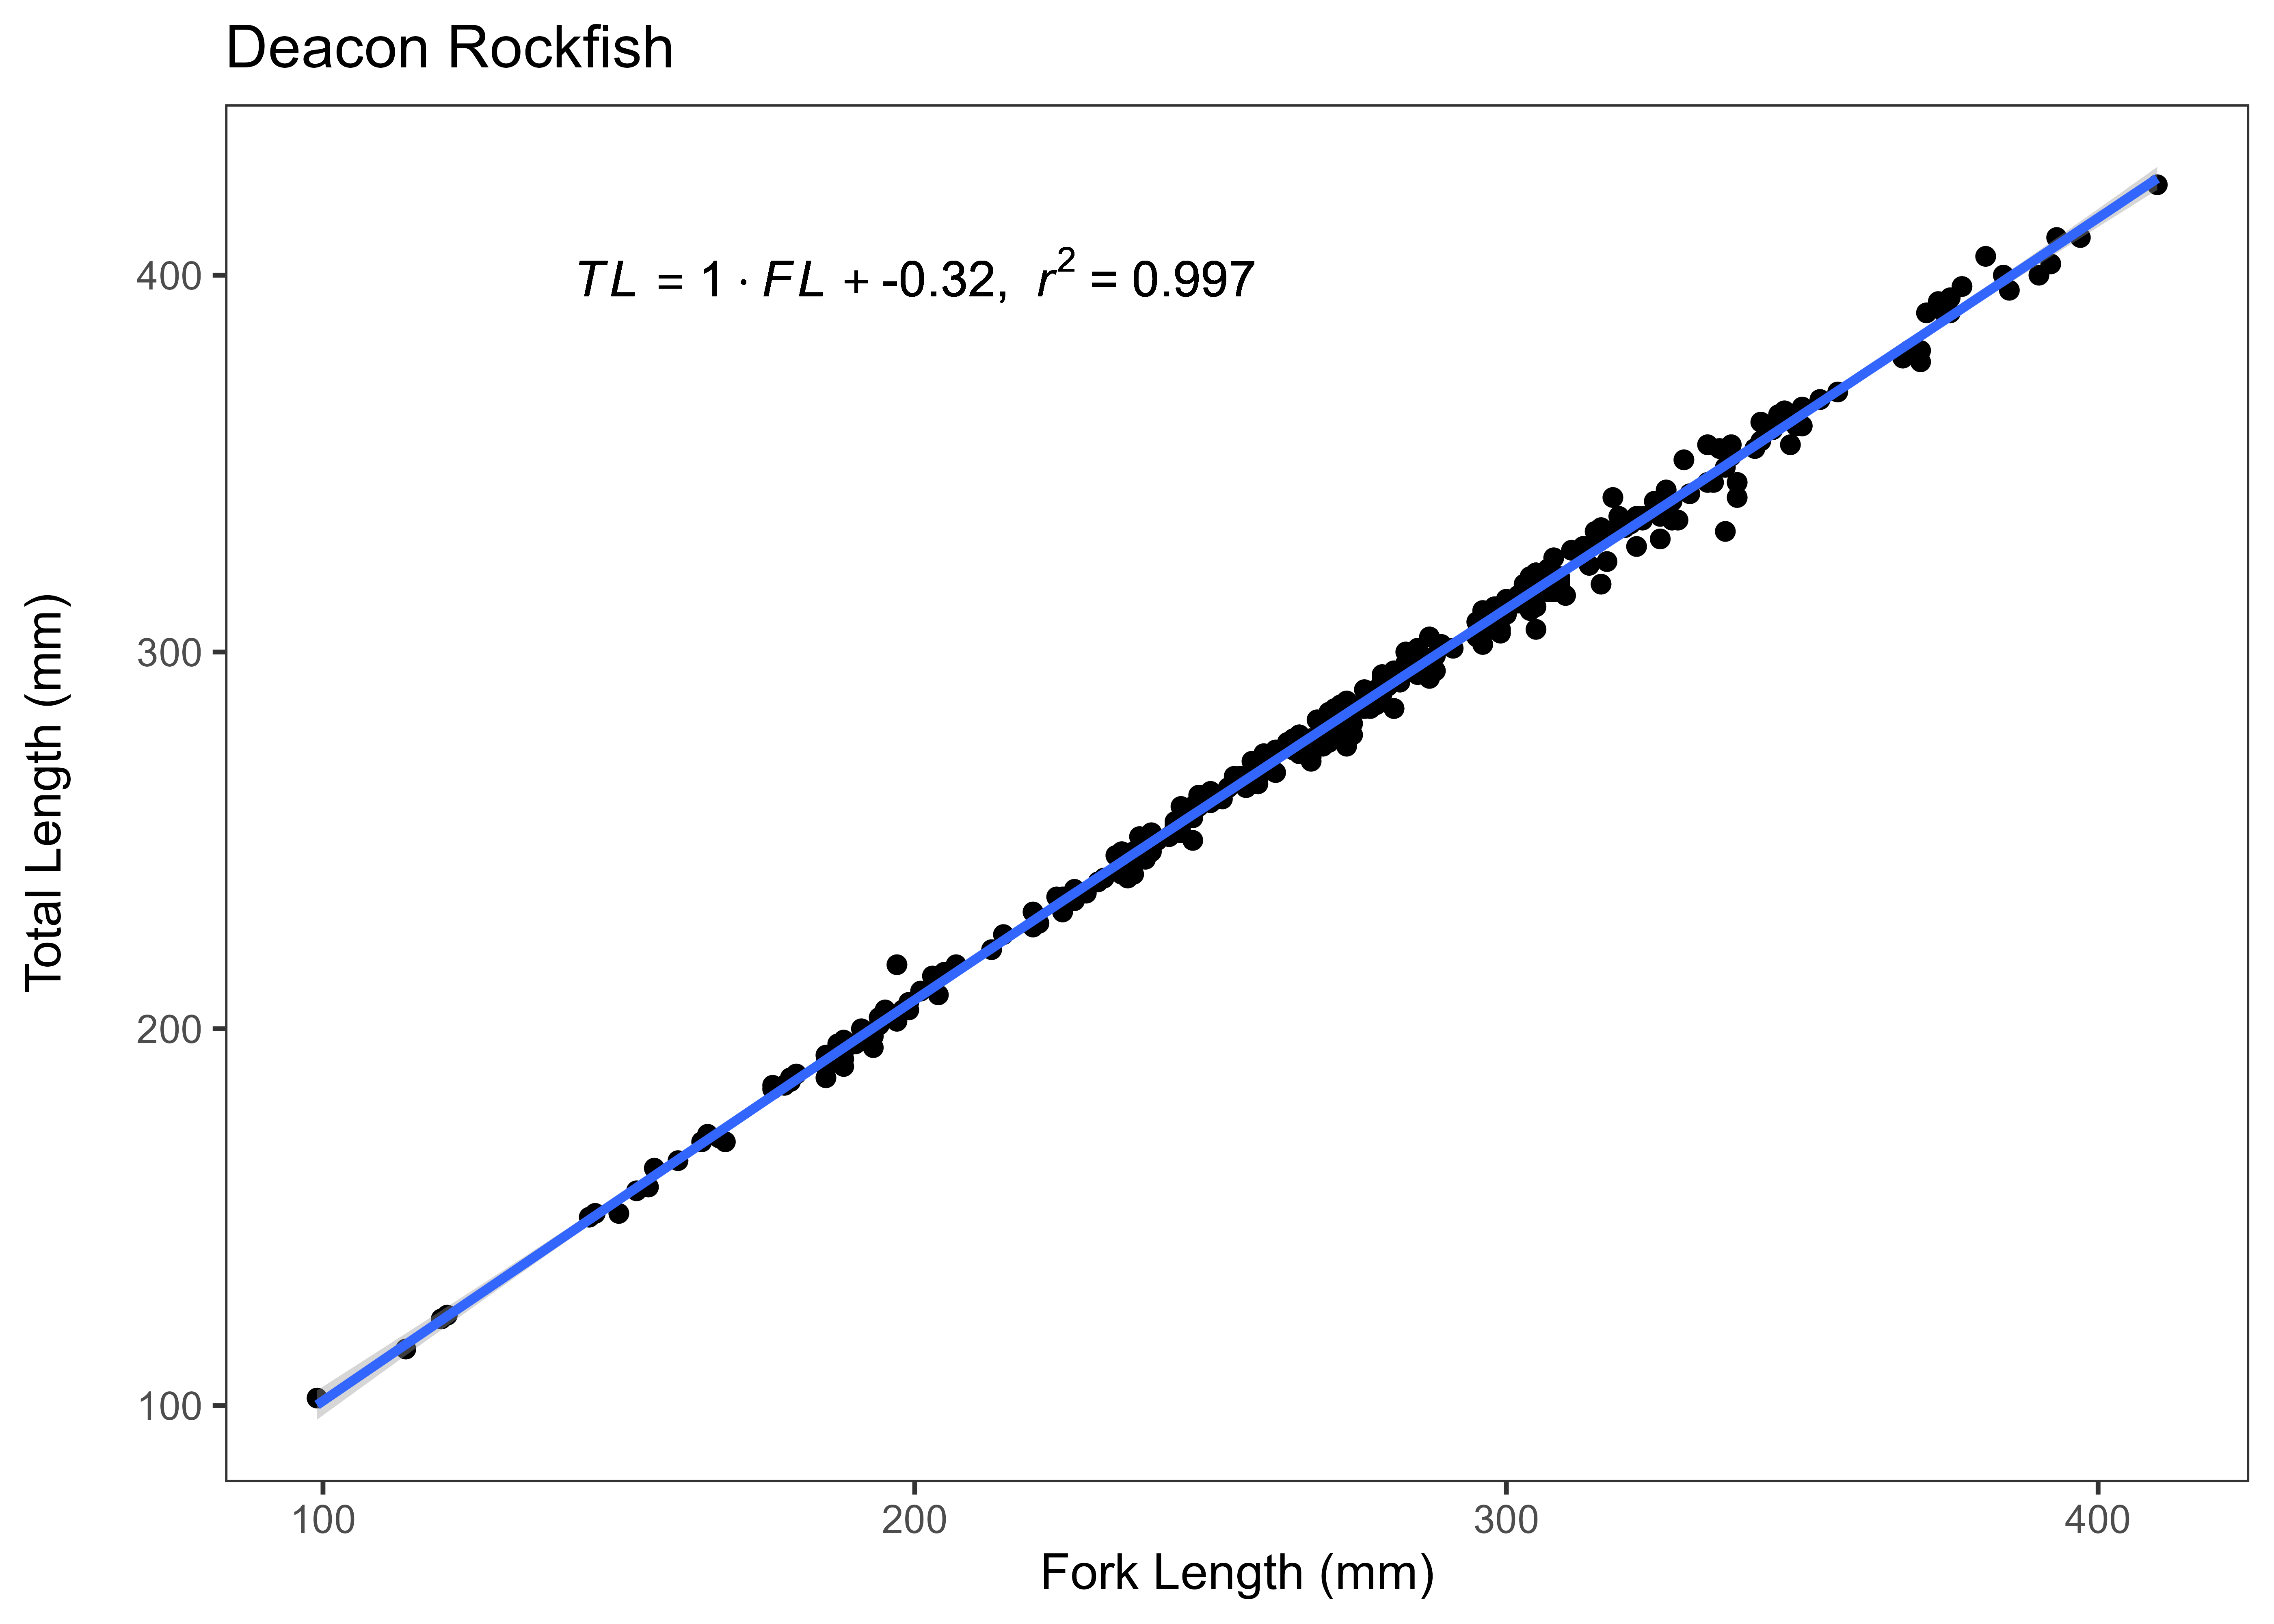 Deacon Rockfish
TL = 1 · FL + -0.32, r² = 0.997
Total Length (mm)
400
300
200
100
100 200 300 400
Fork Length (mm)